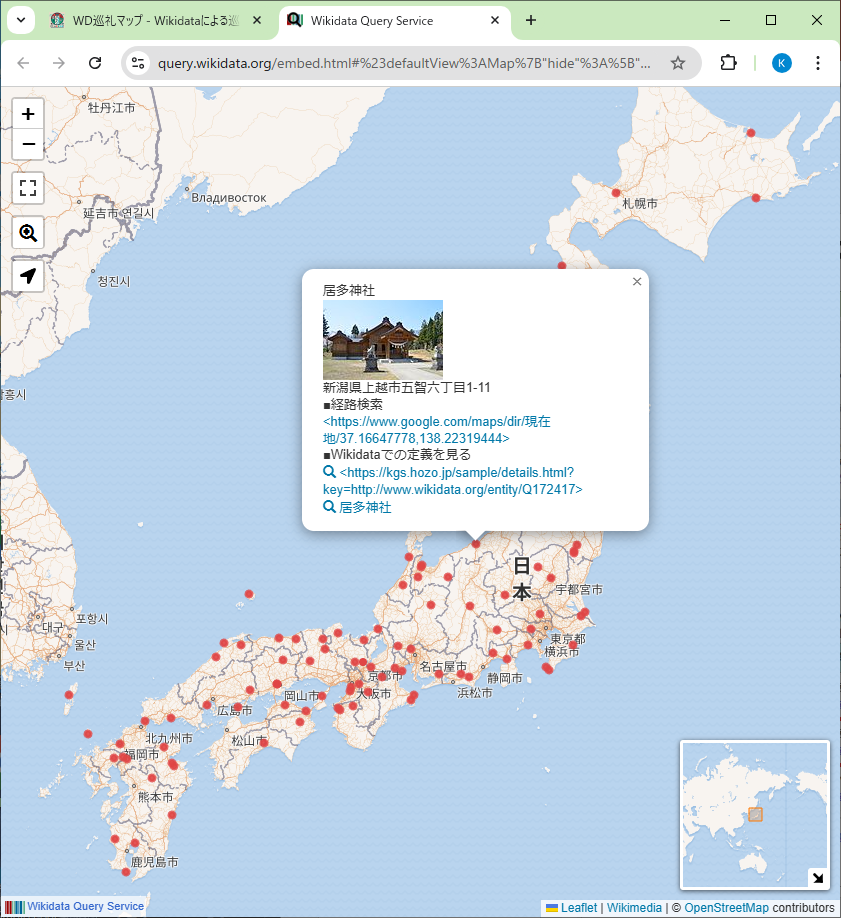 WD巡礼マップ - Wikidataによる巡
Wikidata Query Service
query.wikidata.org/embed.html#%23defaultView%3AMap%7B"hide"%3A%5B"...
K
+
−
牡丹江市
Владивосток
延吉市 연길시
청진시
札幌市
居多神社
×
新潟県上越市五智六丁目1-11
■経路検索
<https://www.google.com/maps/dir/現在
地/37.16647778,138.22319444>
■Wikidataでの定義を見る
<https://kgs.hozo.jp/sample/details.html?
key=http://www.wikidata.org/entity/Q172417>
居多神社
日
本
宇都宮市
포항시
대구
울산
부산
東京都
横浜市
名古屋市
静岡市
浜松市
京都市
大阪市
岡山市
広島市
松山市
北九州市
福岡市
熊本市
鹿児島市
Wikidata Query Service
Leaflet | Wikimedia | © OpenStreetMap contributors